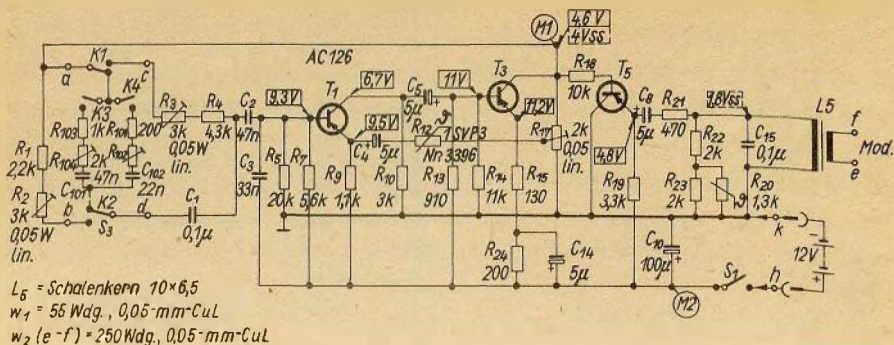 M1
4,6V
4VSS
AC126
K1
a
c
K4
K3
R103
1k
R101
200
R3
3k
0,05W
lin.
R4
4,3k
C2
47n
9,3V
T1
6,7V
C5
5µ
11V
T3
R18
10k
T5
9,8Vss
L5
f
Mod.
e
R1
2,2k
R104
2k
47n
C101
R102
C102
22n
R2
3k
0,05W
lin.
b
K2
S3
d
C1
0,1µ
C3
33n
R5
20k
R7
5,6k
9,5V
C4
5µ
R9
1,1k
R10
3k
R12
1SVP3
Nr. 3396
R13
910
R14
11k
11,2V
R15
130
R17
2k
0,05
lin.
4,8V
C8
5µ
R21
470
R22
2k
C15
0,1µ
R19
3,3k
R23
2k
R20
1,3k
k
R24
200
C14
5µ
C10
100µ
M2
S1
h
12V
L5 = Schalenkern 10×6,5
w1 = 55 Wdg., 0,05-mm-CuL
w2 (e-f) = 250 Wdg., 0,05-mm-CuL